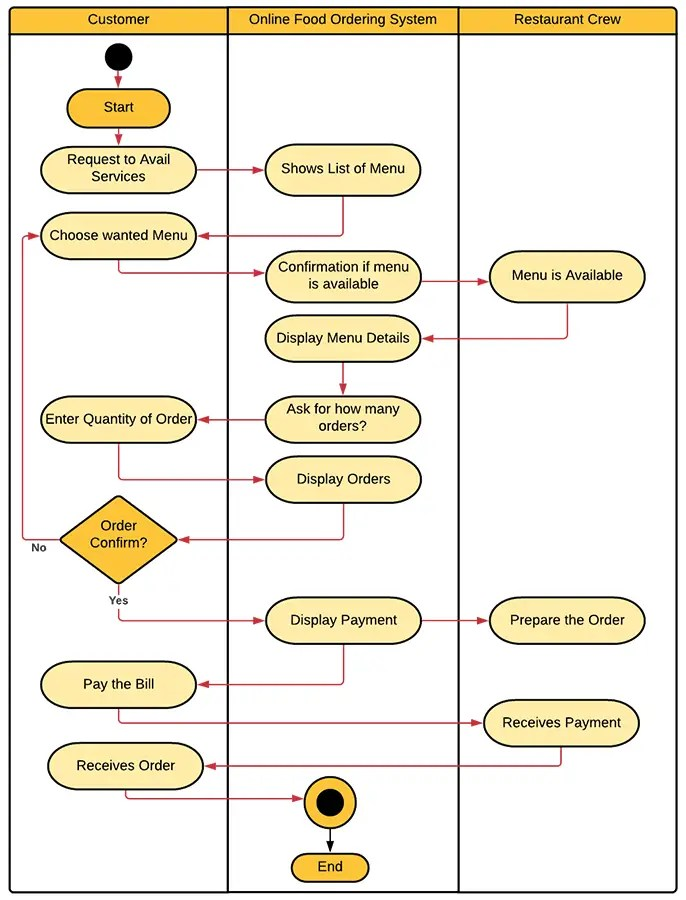 Customer
Online Food Ordering System
Restaurant Crew
Start
Request to Avail
Services
Shows List of Menu
Choose wanted Menu
Confirmation if menu
is available
Menu is Available
Display Menu Details
Ask for how many
orders?
Enter Quantity of Order
Display Orders
Order
Confirm?
No
Yes
Display Payment
Prepare the Order
Pay the Bill
Receives Payment
Receives Order
End